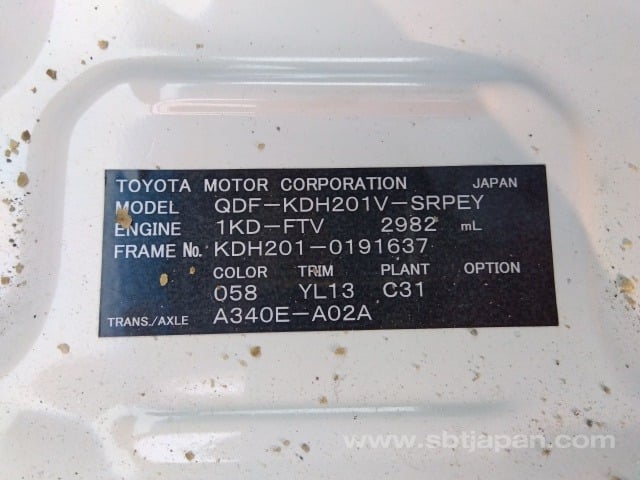 TOYOTA MOTOR CORPORATION JAPAN
MODEL QDF-KDH201V-SRPEY
ENGINE 1KD-FTV 2982 mL
FRAME No. KDH201-0191637
COLOR TRIM PLANT OPTION
058 YL13 C31
TRANS./AXLE A340E-A02A
www.sbtjapan.com